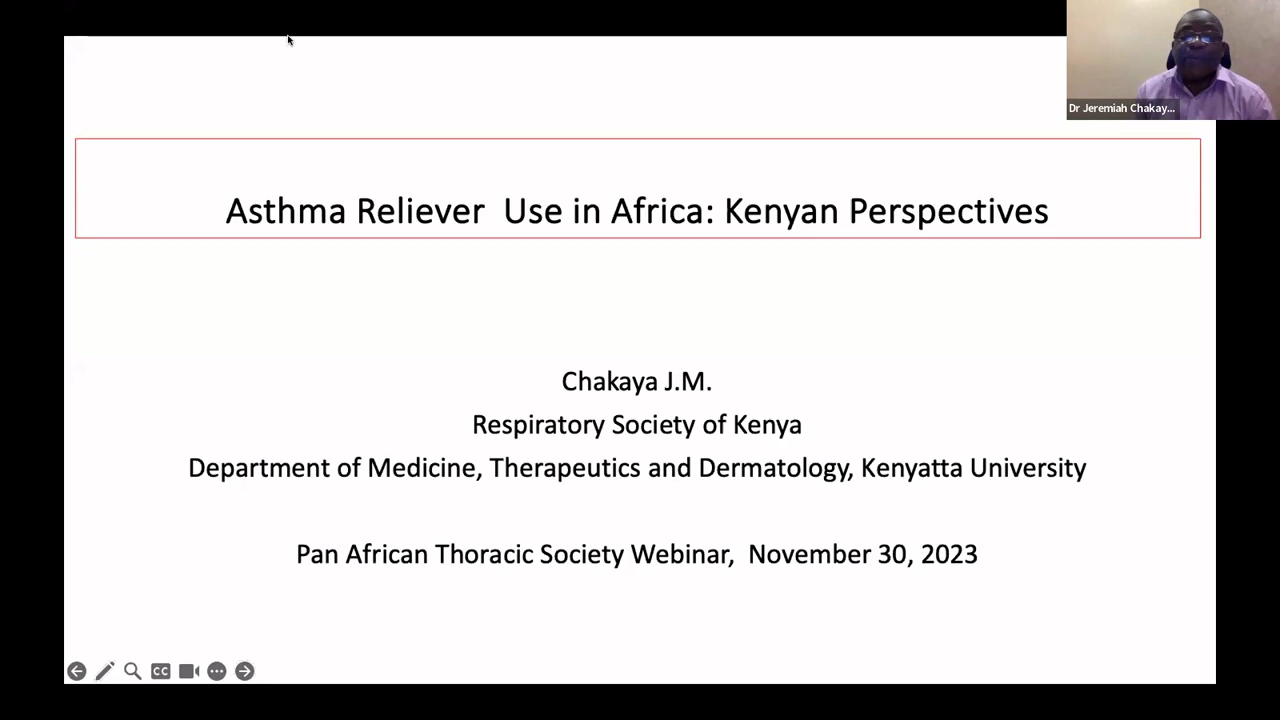 Dr Jeremiah Chakay...
Asthma Reliever Use in Africa: Kenyan Perspectives
Chakaya J.M.
Respiratory Society of Kenya
Department of Medicine, Therapeutics and Dermatology, Kenyatta University
Pan African Thoracic Society Webinar, November 30, 2023
CC